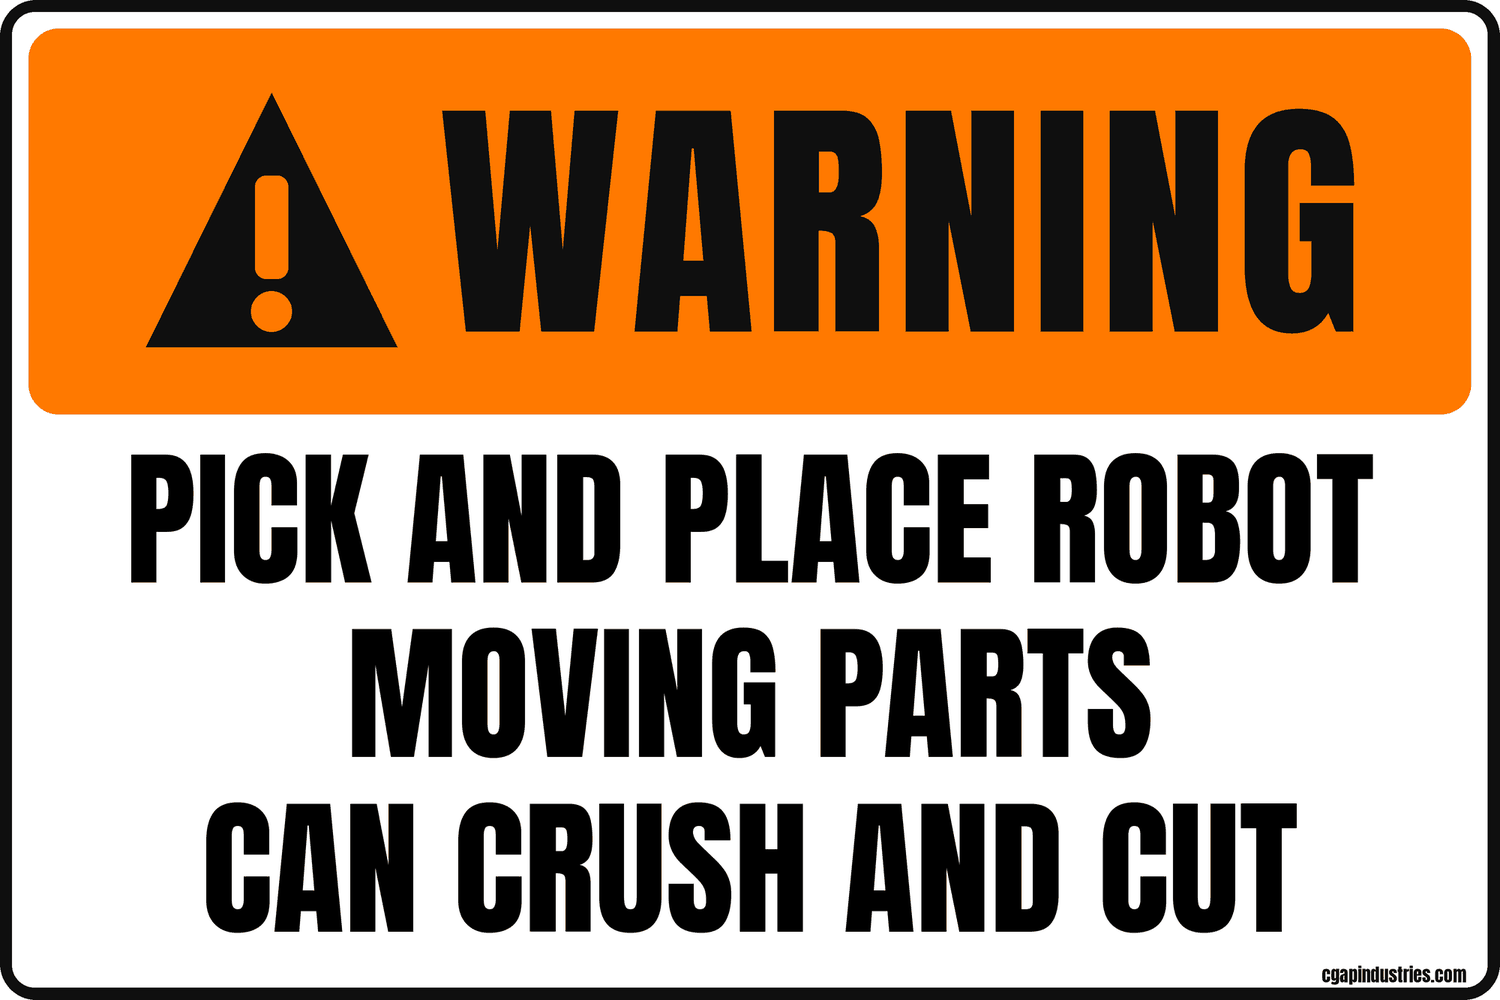 WARNING
PICK AND PLACE ROBOT
MOVING PARTS
CAN CRUSH AND CUT
cgapindustries.com